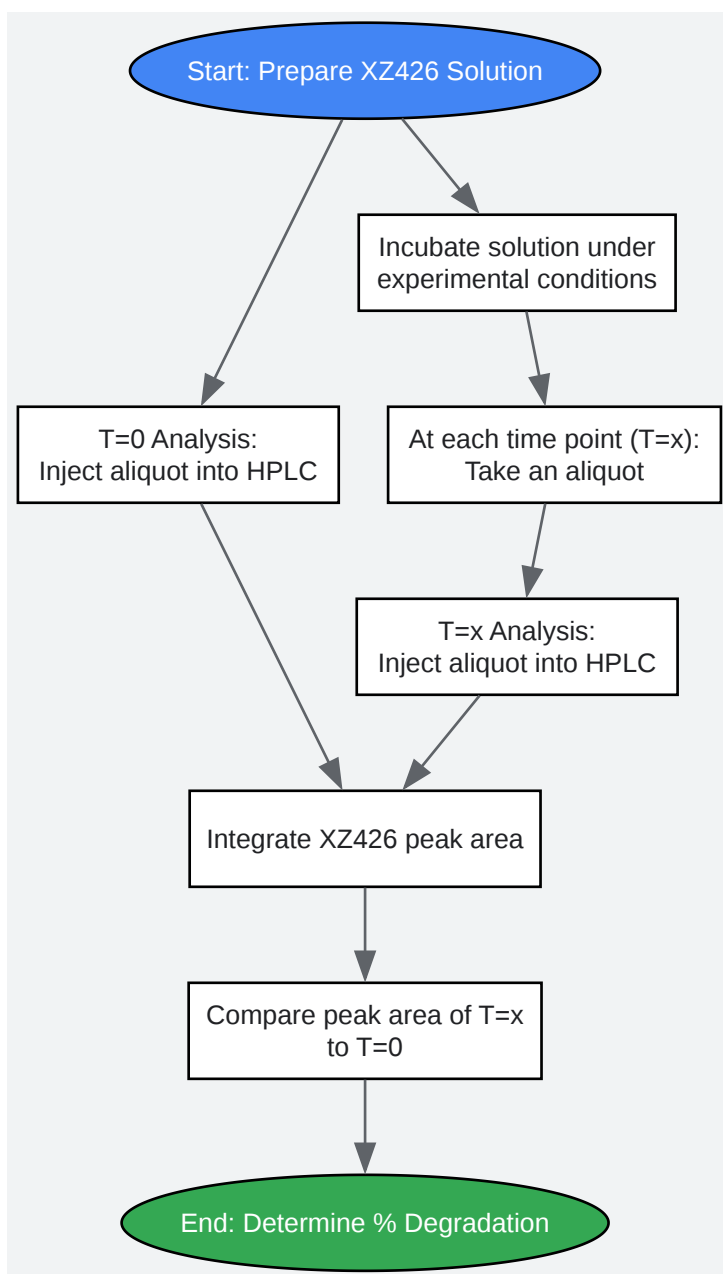 Start: Prepare XZ426 Solution
Incubate solution under
experimental conditions
T=0 Analysis:
Inject aliquot into HPLC
At each time point (T=x):
Take an aliquot
T=x Analysis:
Inject aliquot into HPLC
Integrate XZ426 peak area
Compare peak area of T=x
to T=0
End: Determine % Degradation